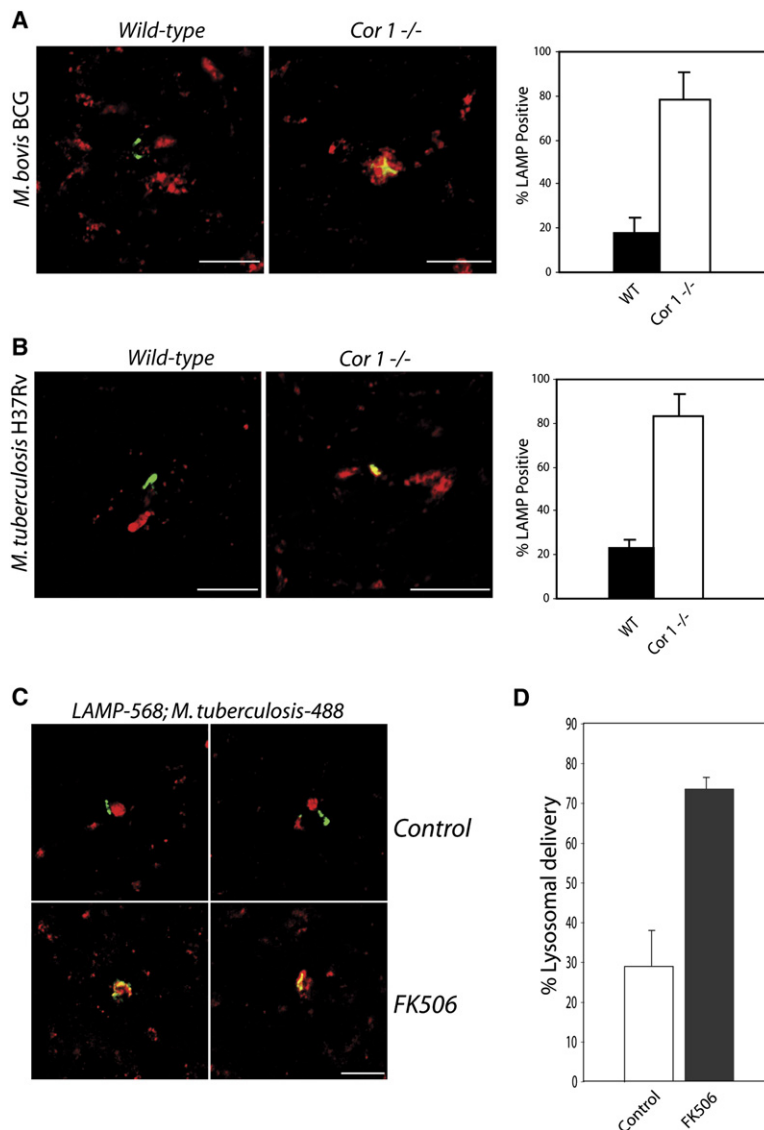 A
Wild-type
Cor 1 -/-
M. bovis BCG
% LAMP Positive
100
80
60
40
20
0
WT
Cor 1 -/-
B
Wild-type
Cor 1 -/-
M. tuberculosis H37Rv
% LAMP Positive
100
80
60
40
20
0
WT
Cor 1 -/-
C
LAMP-568; M. tuberculosis-488
Control
FK506
D
% Lysosomal delivery
90
80
70
60
50
40
30
20
10
0
Control
FK506